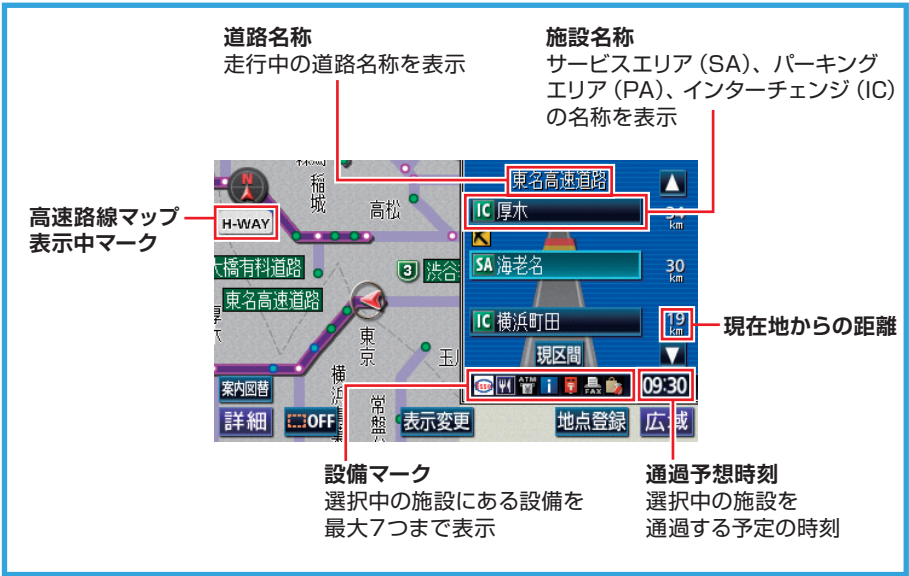 道路名称
走行中の道路名称を表示
施設名称
サービスエリア(SA)、パーキング
エリア(PA)、インターチェンジ(IC)
の名称を表示
高速路線マップ
表示中マーク
N
稲城
高松
H-WAY
大橋有料道路
3 渋谷
東名高速道路
東京
横浜
常盤
案内図替
詳細
OFF
表示変更
地点登録
広域
東名高速道路
IC 厚木
km
SA 海老名
30
km
IC 横浜町田
19
km
現区間
Esso
ATM
i
FAX
09:30
現在地からの距離
設備マーク
選択中の施設にある設備を
最大7つまで表示
通過予想時刻
選択中の施設を
通過する予定の時刻